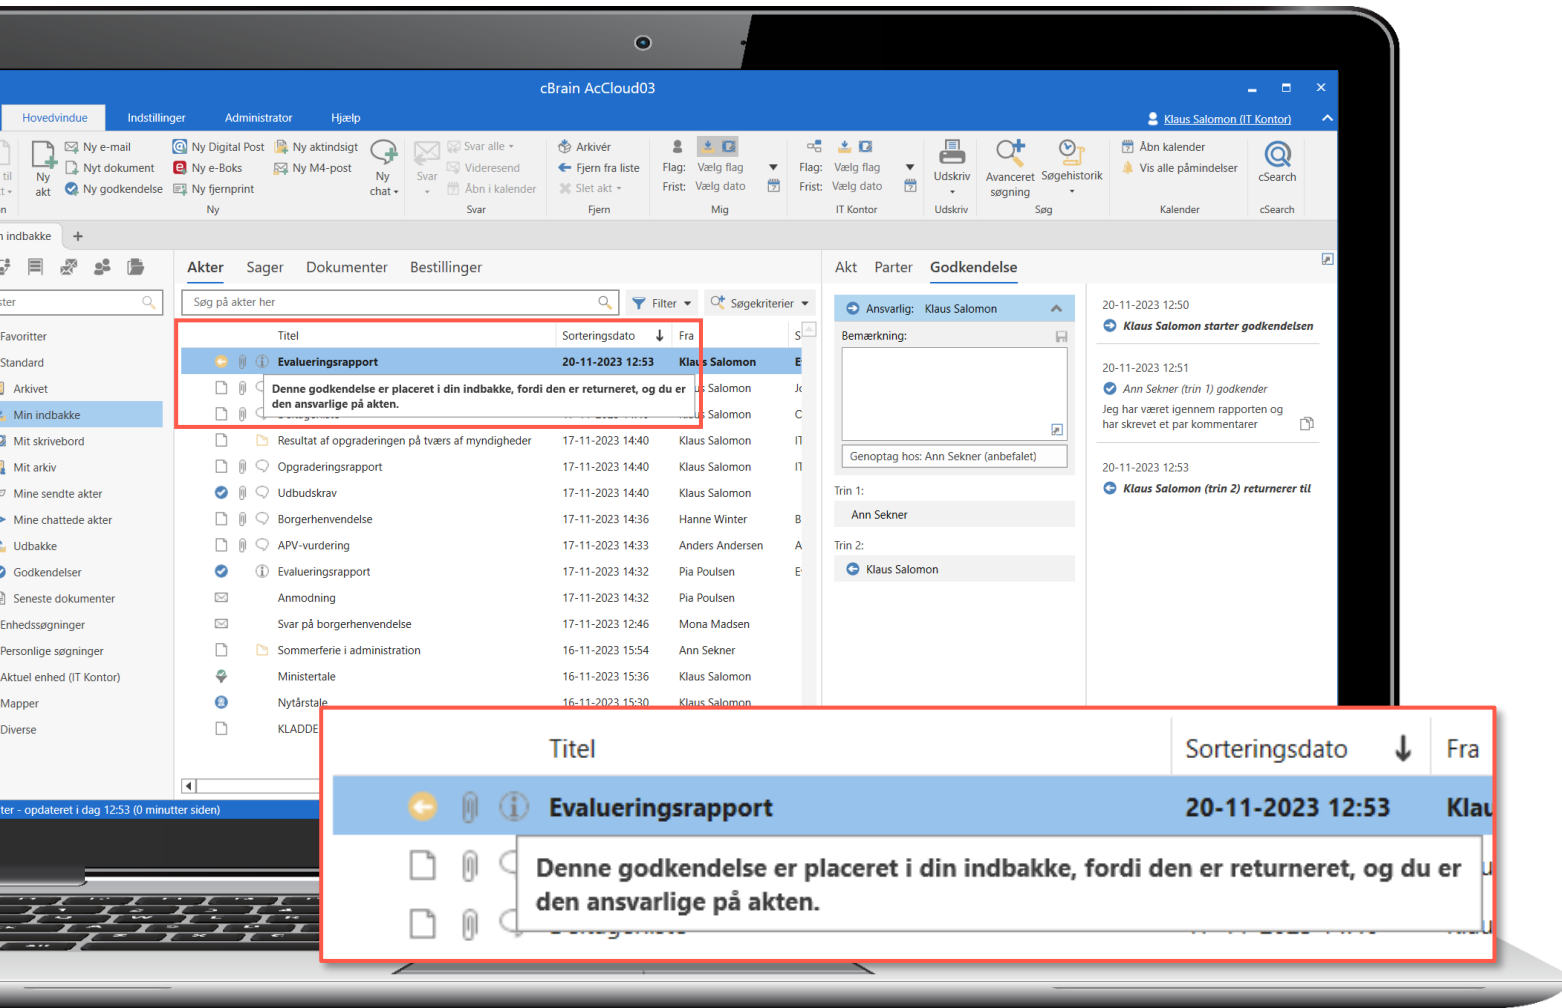 cBrain AcCloud03
Hovedvindue Indstillinger Administrator Hjælp Klaus Salomon (IT Kontor)
til
Ny akt
Ny e-mail
Nyt dokument
Ny godkendelse
Ny Digital Post
Ny e-Boks
Ny fjernprint
Ny aktindsigt
Ny M4-post
Ny chat
Ny
Svar
Svar alle
Videresend
Åbn i kalender
Svar
Arkivér
Fjern fra liste
Slet akt
Fjern
Flag: Vælg flag
Frist: Vælg dato
Mig
Flag: Vælg flag
Frist: Vælg dato
IT Kontor
Udskriv
Udskriv
Avanceret søgning
Søgehistorik
Søg
Åbn kalender
Vis alle påmindelser
Kalender
cSearch
cSearch
indbakke +
Favoritter
Standard
Arkivet
Min indbakke
Mit skrivebord
Mit arkiv
Mine sendte akter
Mine chattede akter
Udbakke
Godkendelser
Seneste dokumenter
Enhedssøgninger
Personlige søgninger
Aktuel enhed (IT Kontor)
Mapper
Diverse
Akter Sager Dokumenter Bestillinger
Søg på akter her Filter Søgekriterier
Titel Sorteringsdato Fra S
Evalueringsrapport 20-11-2023 12:53 Klaus Salomon E
Denne godkendelse er placeret i din indbakke, fordi den er returneret, og du er
den ansvarlige på akten.
Salomon
Klaus Salomon
Resultat af opgraderingen på tværs af myndigheder 17-11-2023 14:40 Klaus Salomon IT
Opgraderingsrapport 17-11-2023 14:40 Klaus Salomon IT
Udbudskrav 17-11-2023 14:40 Klaus Salomon
Borgerhenvendelse 17-11-2023 14:36 Hanne Winter B
APV-vurdering 17-11-2023 14:33 Anders Andersen A
Evalueringsrapport 17-11-2023 14:32 Pia Poulsen E
Anmodning 17-11-2023 14:32 Pia Poulsen
Svar på borgerhenvendelse 17-11-2023 12:46 Mona Madsen
Sommerferie i administration 16-11-2023 15:54 Ann Sekner
Ministertale 16-11-2023 15:36 Klaus Salomon
Nytårstale 16-11-2023 15:30 Klaus Salomon
KLADDE
Akt Parter Godkendelse
Ansvarlig: Klaus Salomon
Bemærkning:
Genoptag hos: Ann Sekner (anbefalet)
Trin 1:
Ann Sekner
Trin 2:
Klaus Salomon
20-11-2023 12:50
Klaus Salomon starter godkendelsen
20-11-2023 12:51
Ann Sekner (trin 1) godkender
Jeg har været igennem rapporten og
har skrevet et par kommentarer
20-11-2023 12:53
Klaus Salomon (trin 2) returnerer til
ter - opdateret i dag 12:53 (0 minutter siden)
Titel Sorteringsdato Fra
Evalueringsrapport 20-11-2023 12:53 Klau
Denne godkendelse er placeret i din indbakke, fordi den er returneret, og du er
den ansvarlige på akten.